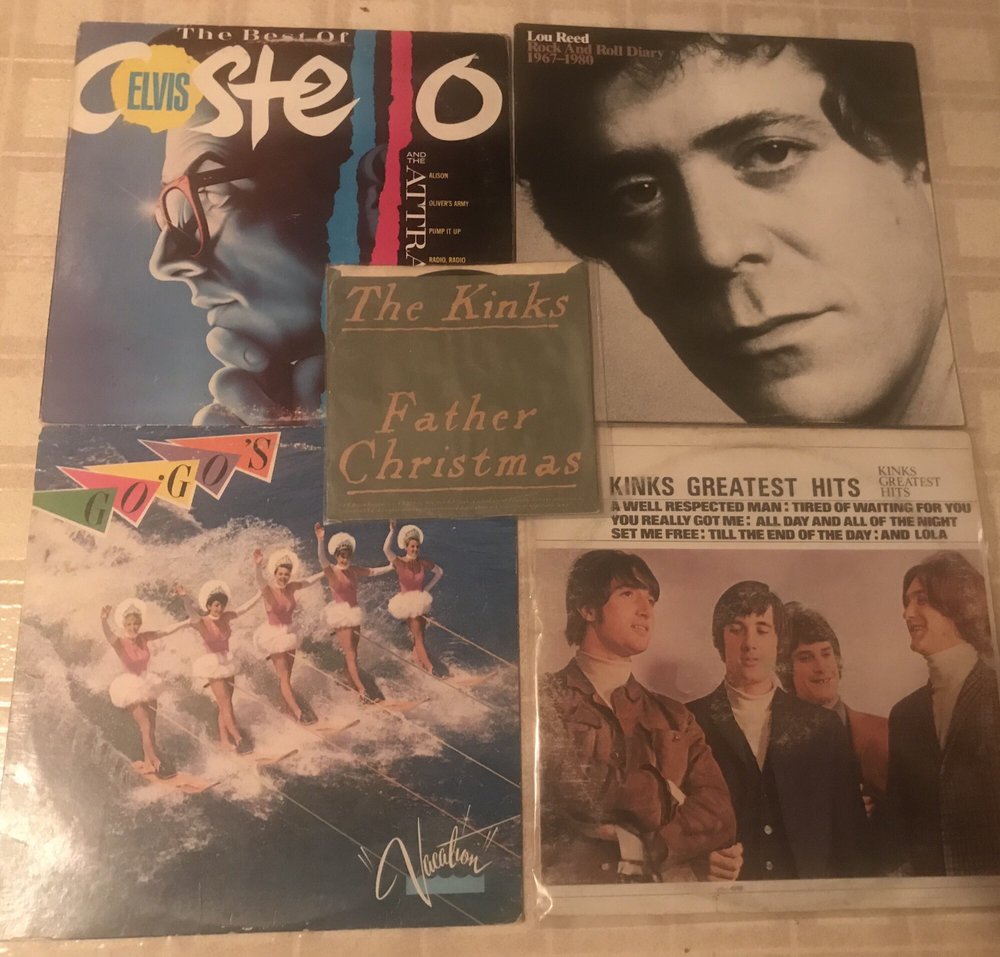 The Best Of
Costello
ELVIS
AND THE
ATTRA
ALISON
OLIVER'S ARMY
PUMP IT UP
RADIO, RADIO
Lou Reed
Rock And Roll Diary
1967–1980
The Kinks
Father
Christmas
GO·GO'S
"Vacation"
KINKS GREATEST HITS
KINKS
GREATEST
HITS
A WELL RESPECTED MAN: TIRED OF WAITING FOR YOU
YOU REALLY GOT ME: ALL DAY AND ALL OF THE NIGHT
SET ME FREE: TILL THE END OF THE DAY: AND LOLA